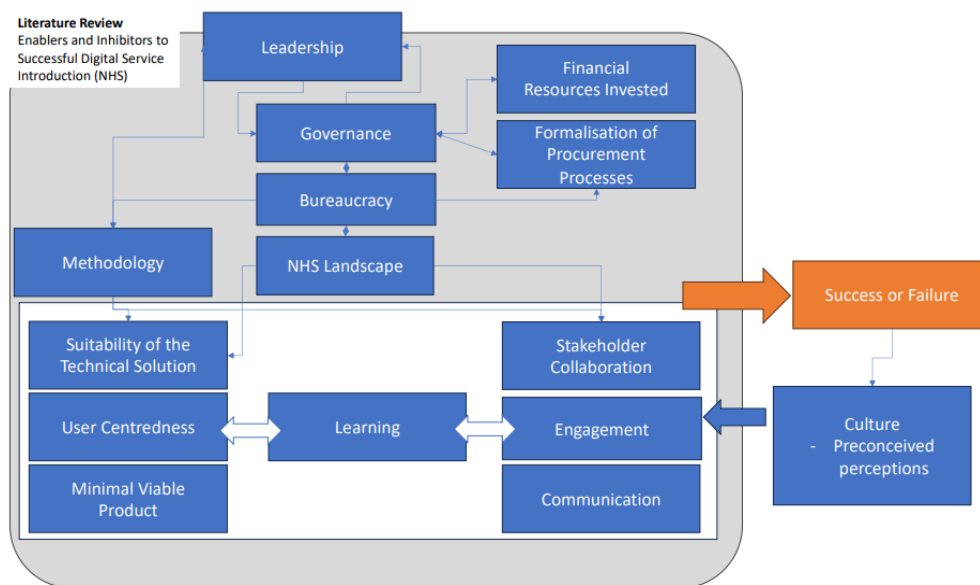 Literature Review
Enablers and Inhibitors to
Successful Digital Service
Introduction (NHS)
Leadership
Financial
Resources Invested
Governance
Formalisation of
Procurement
Processes
Bureaucracy
Methodology
NHS Landscape
Success or Failure
Suitability of the
Technical Solution
Stakeholder
Collaboration
User Centredness
Learning
Engagement
Culture
- Preconceived
perceptions
Minimal Viable
Product
Communication